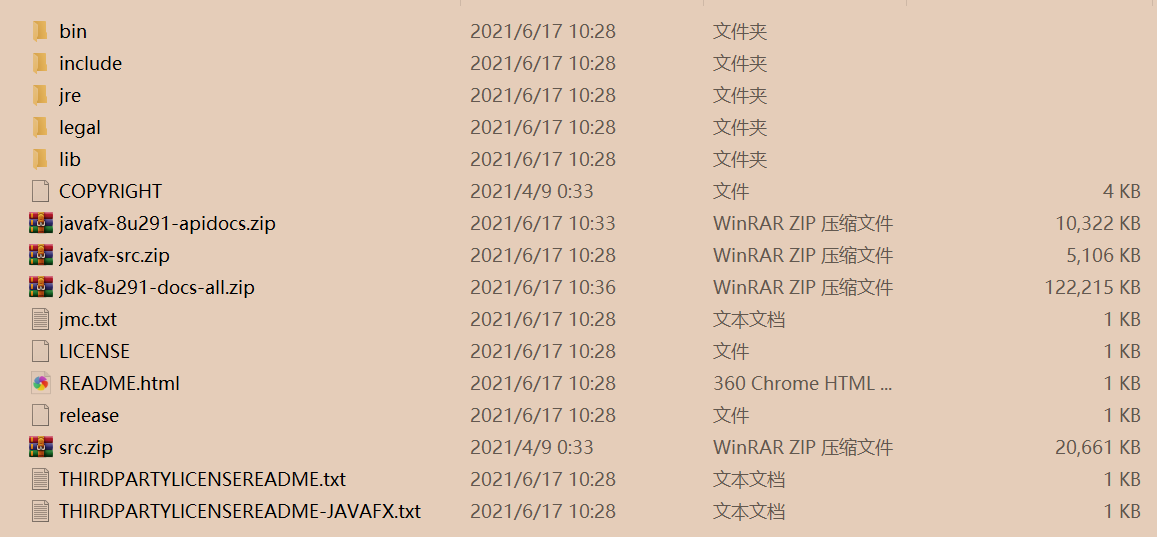 bin 2021/6/17 10:28 文件夹
include 2021/6/17 10:28 文件夹
jre 2021/6/17 10:28 文件夹
legal 2021/6/17 10:28 文件夹
lib 2021/6/17 10:28 文件夹
COPYRIGHT 2021/4/9 0:33 文件 4 KB
javafx-8u291-apidocs.zip 2021/6/17 10:33 WinRAR ZIP 压缩文件 10,322 KB
javafx-src.zip 2021/6/17 10:28 WinRAR ZIP 压缩文件 5,106 KB
jdk-8u291-docs-all.zip 2021/6/17 10:36 WinRAR ZIP 压缩文件 122,215 KB
jmc.txt 2021/6/17 10:28 文本文档 1 KB
LICENSE 2021/6/17 10:28 文件 1 KB
README.html 2021/6/17 10:28 360 Chrome HTML ... 1 KB
release 2021/6/17 10:28 文件 1 KB
src.zip 2021/4/9 0:33 WinRAR ZIP 压缩文件 20,661 KB
THIRDPARTYLICENSEREADME.txt 2021/6/17 10:28 文本文档 1 KB
THIRDPARTYLICENSEREADME-JAVAFX.txt 2021/6/17 10:28 文本文档 1 KB